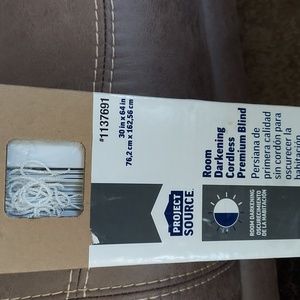 #1137691
30 in x 64 in
76,2 cm x 162,56 cm
PROJECT
SOURCE
Room
Darkening
Cordless
Premium Blind
Persiana de
primera calidad
sin cordón para
oscurecer la
habitación
ROOM DARKENING
OSCURECIMIENTO
DE LA HABITACIÓN